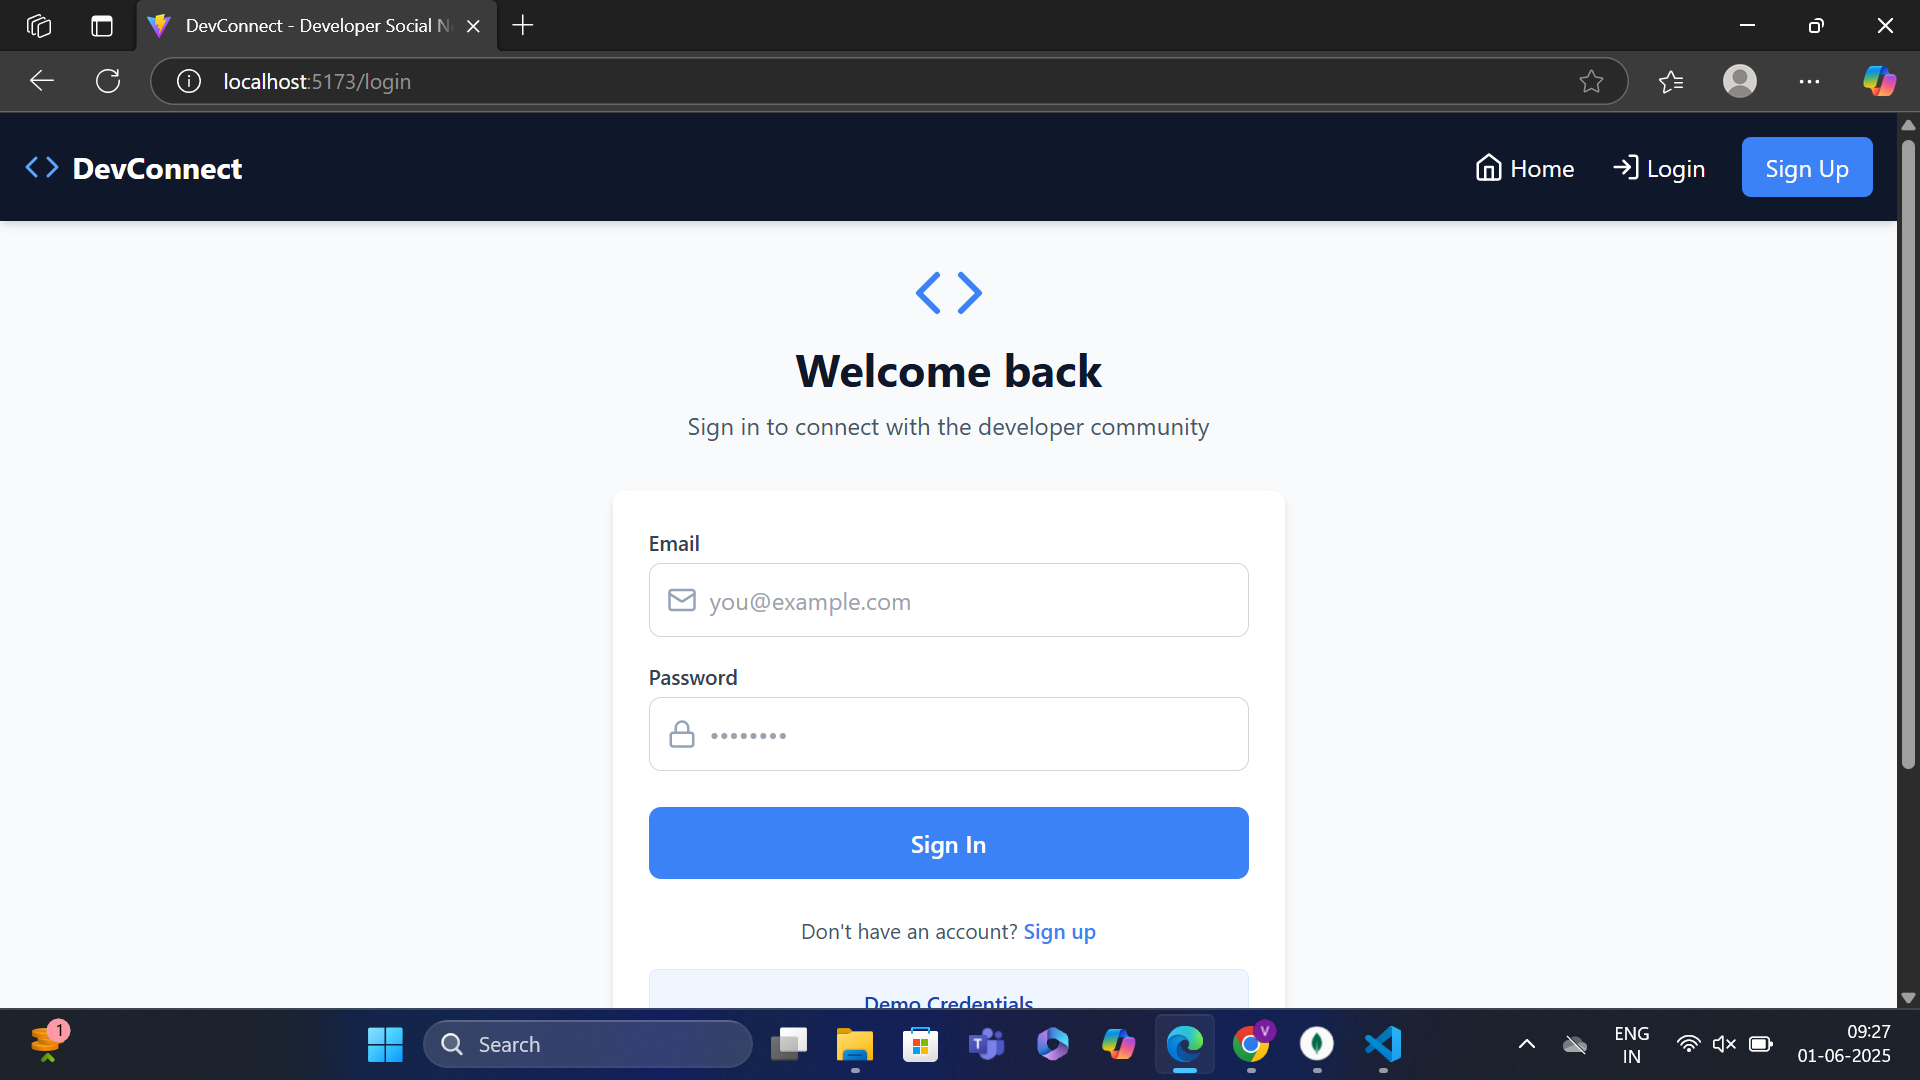 DevConnect - Developer Social N
localhost:5173/login
DevConnect
Home
Login
Sign Up
Welcome back
Sign in to connect with the developer community
Email
you@example.com
Password
Sign In
Don't have an account? Sign up
Demo Credentials
1
Search
T
V
ENG
IN
09:27
01-06-2025